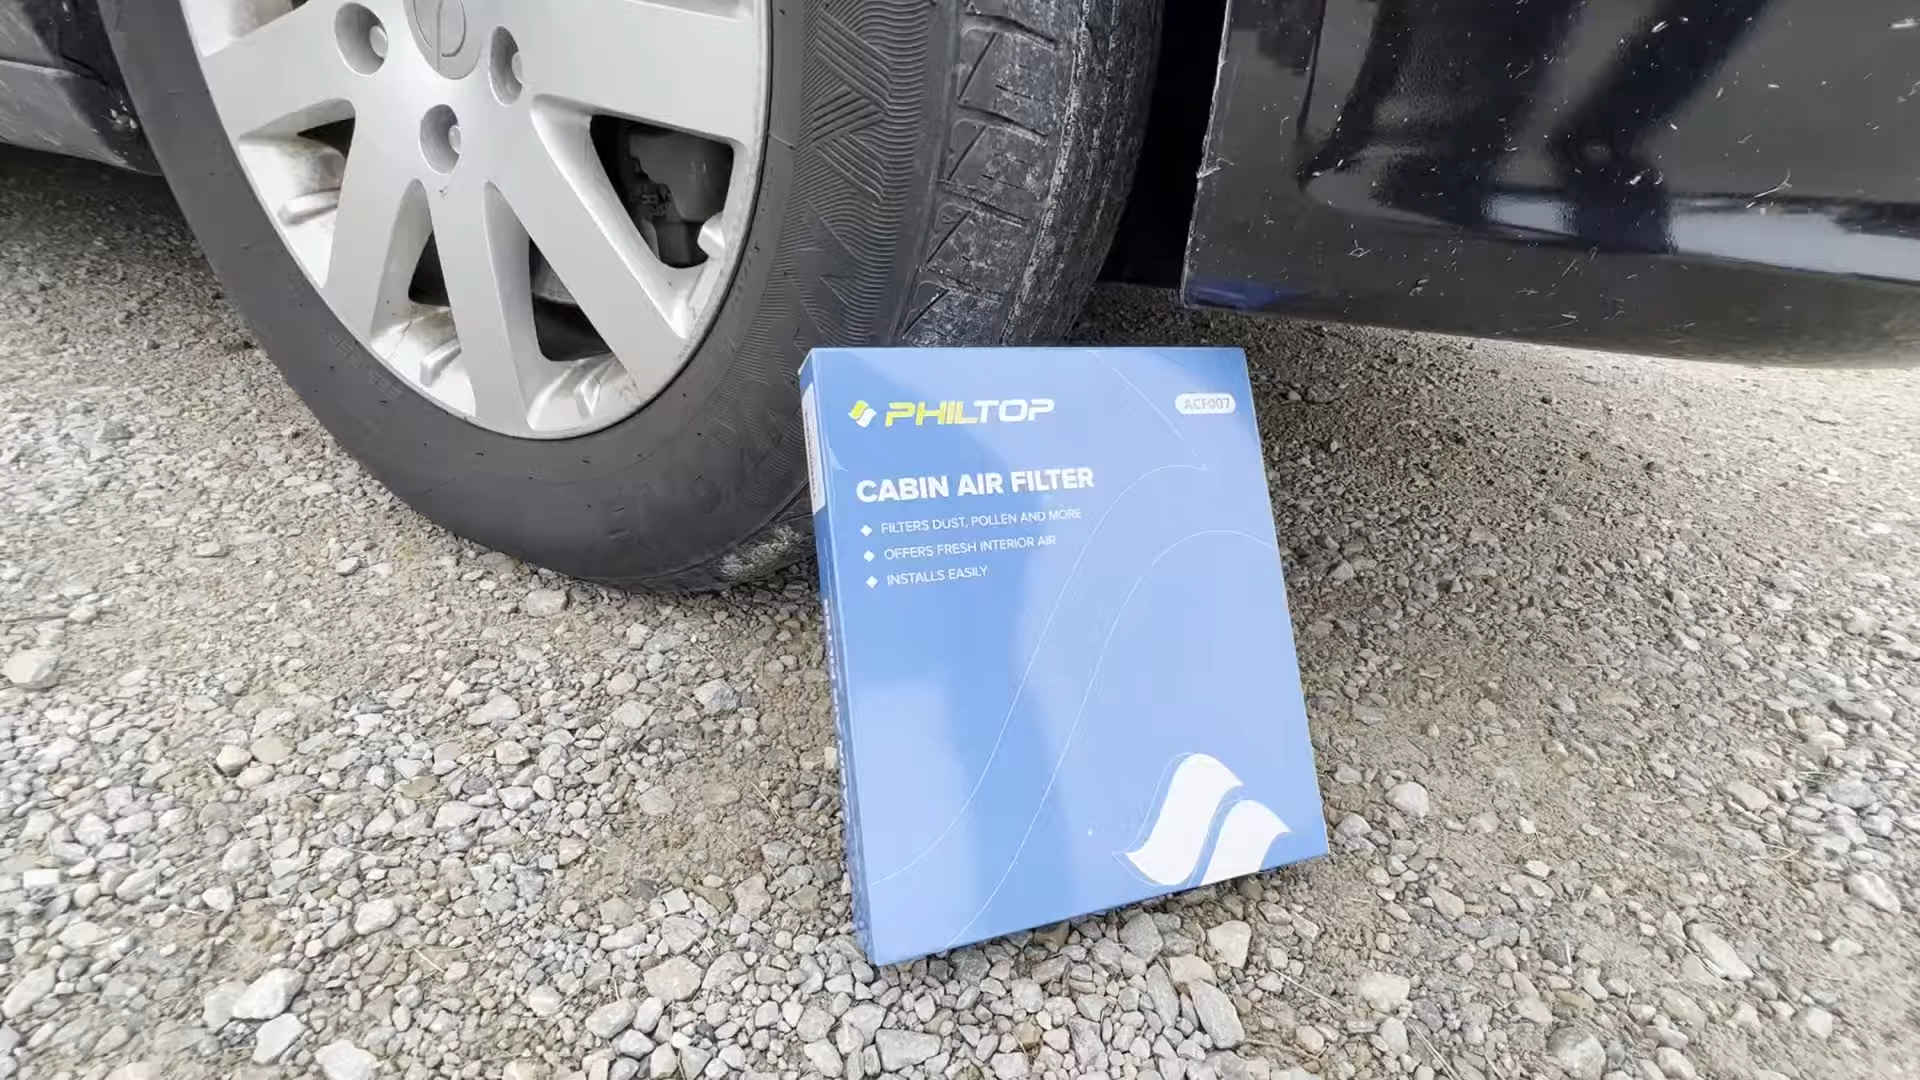 PHILTOP
ACF007
CABIN AIR FILTER
FILTERS DUST, POLLEN AND MORE
OFFERS FRESH INTERIOR AIR
INSTALLS EASILY